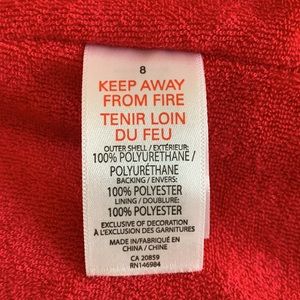 8
KEEP AWAY
FROM FIRE
TENIR LOIN
DU FEU
OUTER SHELL / EXTÉRIEUR:
100% POLYURETHANE /
POLYURÉTHANE
BACKING / ENVERS:
100% POLYESTER
LINING / DOUBLURE:
100% POLYESTER
EXCLUSIVE OF DECORATION
À L'EXCLUSION DES GARNITURES
MADE IN/FABRIQUÉ EN
CHINA / CHINE
CA 20859
RN146984